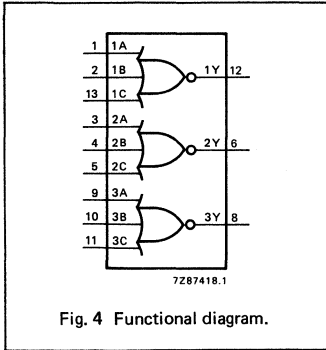 1 1A
2 1B 1Y 12
13 1C
3 2A
4 2B 2Y 6
5 2C
9 3A
10 3B 3Y 8
11 3C
7Z87418.1
Fig. 4 Functional diagram.